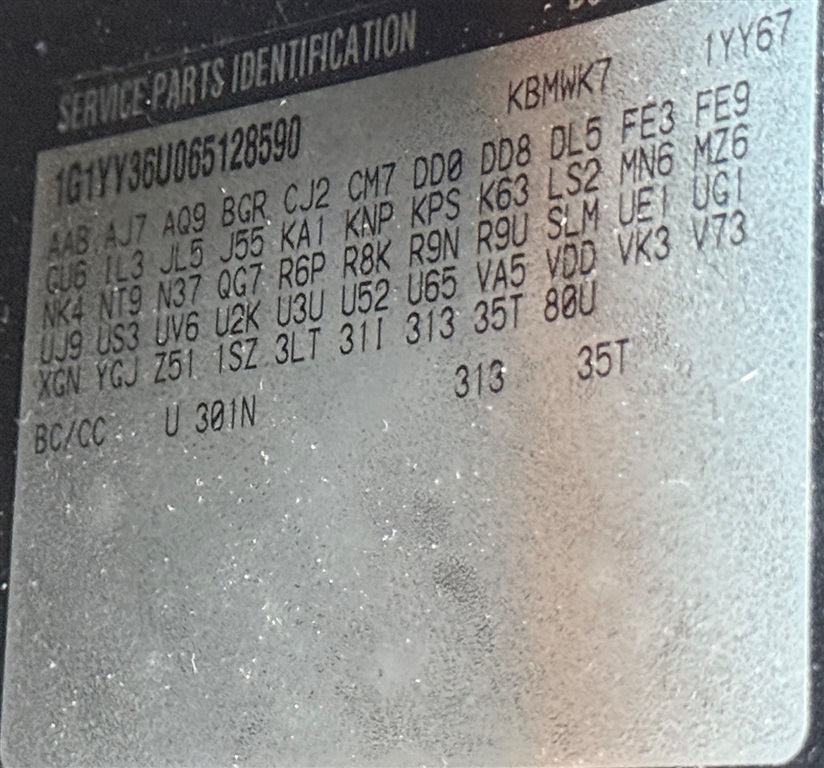 SERVICE PARTS IDENTIFICATION
1G1YY36U065128590 KBMWK7 1YY67
AAB AJ7 AQ9 BGR CJ2 CM7 DD0 DD8 DL5 FE3 FE9
CU6 IL3 JL5 J55 KA1 KNP KPS K63 LS2 MN6 MZ6
NK4 NT9 N37 QG7 R6P R8K R9N R9U SLM UE1 UG1
UJ9 US3 UV6 U2K U3U U52 U65 VA5 VDD VK3 V73
XGN YGJ Z51 1SZ 3LT 31I 313 35T 80U
BC/CC U 301N 313 35T